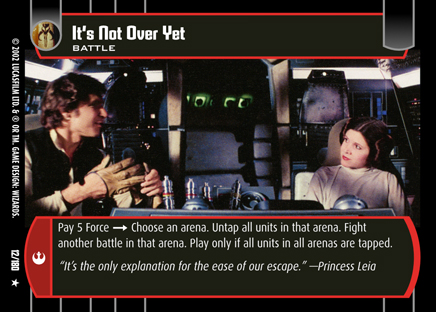 It's Not Over Yet
BATTLE
Pay 5 Force → Choose an arena. Untap all units in that arena. Fight
another battle in that arena. Play only if all units in all arenas are tapped.
“It's the only explanation for the ease of our escape.” —Princess Leia
© 2002 LUCASFILM LTD. & ® OR TM. GAME DESIGN: WIZARDS.
12/180 ★